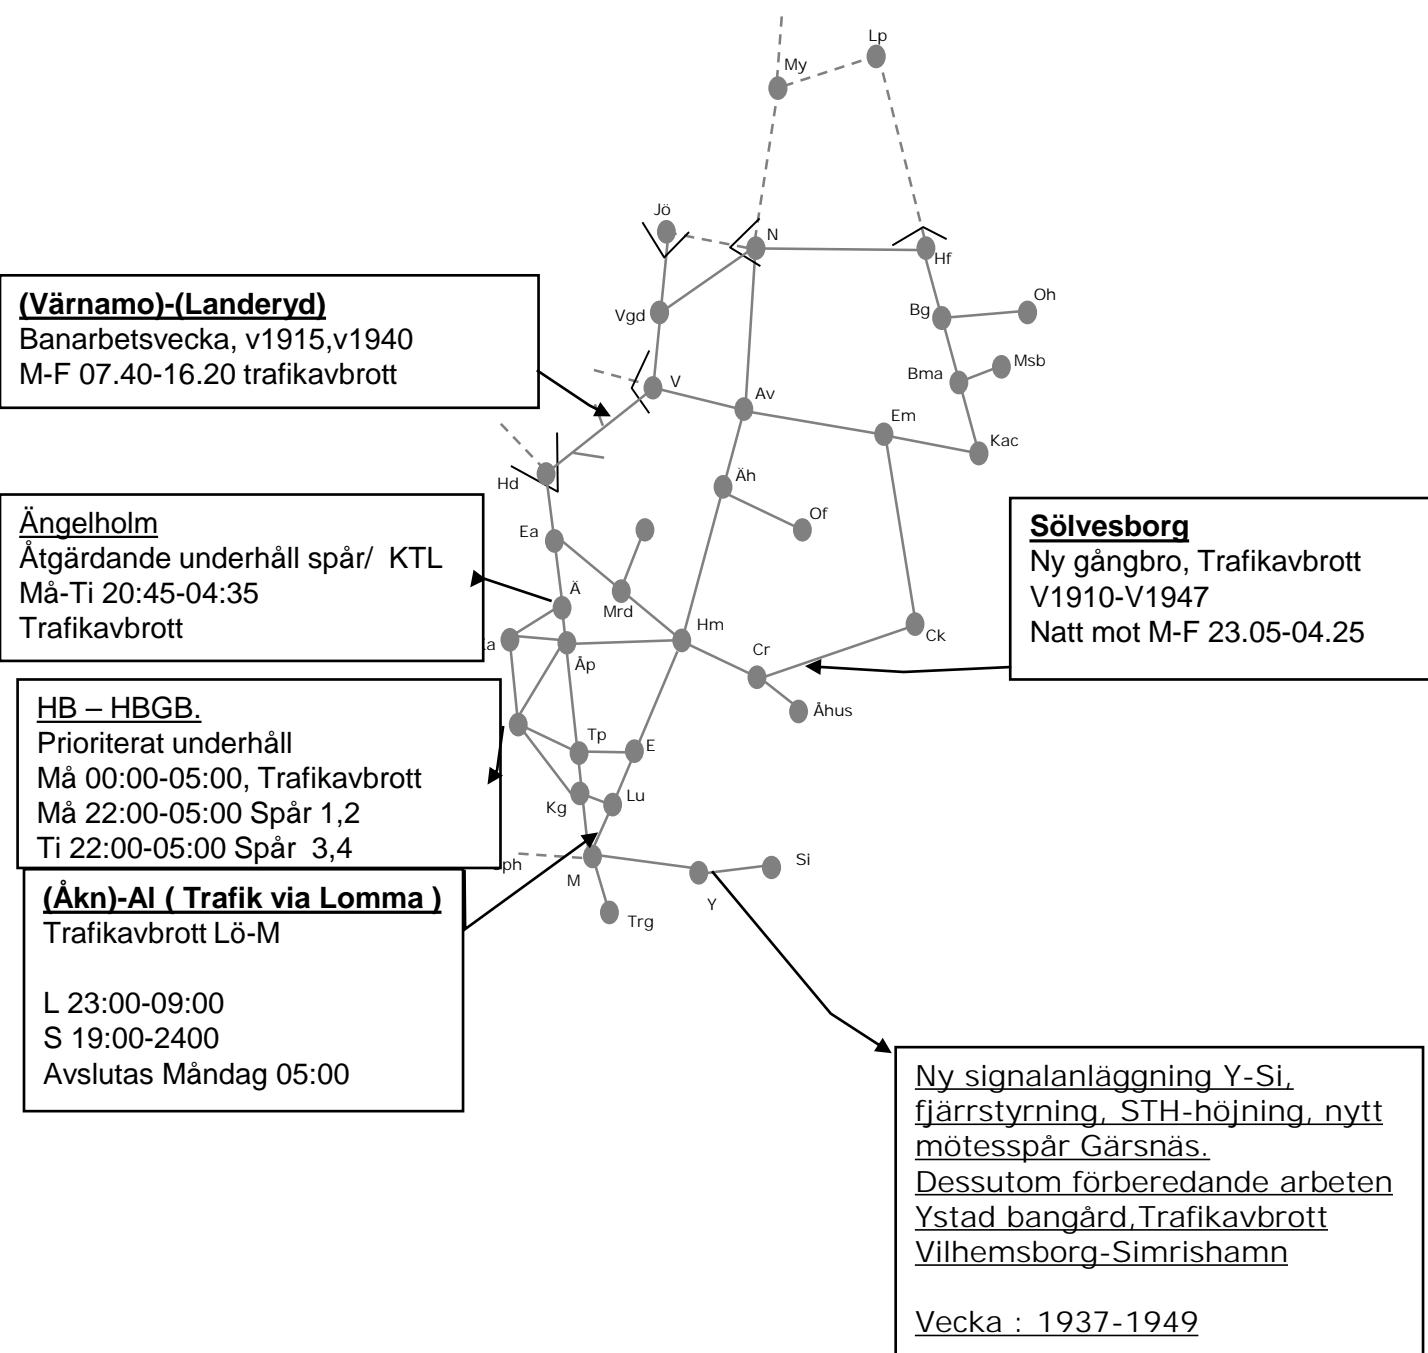 Lp
My
Jö
N
Hf
(Värnamo)-(Landeryd)
Banarbetsvecka, v1915,v1940
M-F 07.40-16.20 trafikavbrott
Vgd
Bg
Oh
Msb
Bma
V
Av
Em
Kac
Hd
Äh
Of
Ea
Ängelholm
Åtgärdande underhåll spår/ KTL
Må-Ti 20:45-04:35
Trafikavbrott
Sölvesborg
Ny gångbro, Trafikavbrott
V1910-V1947
Natt mot M-F 23.05-04.25
Ä
Mrd
Hm
Ck
Cr
Åp
Åhus
HB – HBGB.
Prioriterat underhåll
Må 00:00-05:00, Trafikavbrott
Må 22:00-05:00 Spår 1,2
Ti 22:00-05:00 Spår 3,4
Tp
E
Kg
Lu
M
Si
Y
Trg
(Åkn)-Al ( Trafik via Lomma )
Trafikavbrott Lö-M
L 23:00-09:00
S 19:00-2400
Avslutas Måndag 05:00
Ny signalanläggning Y-Si,
fjärrstyrning, STH-höjning, nytt
mötesspår Gärsnäs.
Dessutom förberedande arbeten
Ystad bangård,Trafikavbrott
Vilhemsborg-Simrishamn
Vecka : 1937-1949